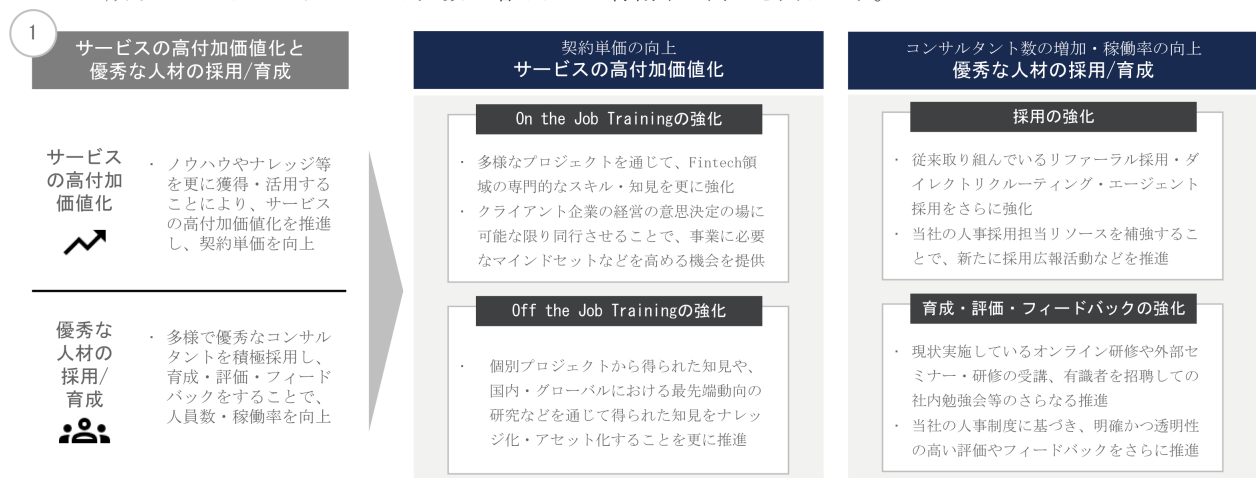 1
サービスの高付加価値化と
優秀な人材の採用/育成
サービス
の高付加
価値化
・ ノウハウやナレッジ等
を更に獲得・活用する
ことにより、サービス
の高付加価値化を推進
し、契約単価を向上
優秀な
人材の
採用/
育成
・ 多様で優秀なコンサル
タントを積極採用し、
育成・評価・フィード
バックをすることで、
人員数・稼働率を向上
契約単価の向上
サービスの高付加価値化
On the Job Trainingの強化
・ 多様なプロジェクトを通じて、Fintech領
域の専門的なスキル・知見を更に強化
・ クライアント企業の経営の意思決定の場に
可能な限り同行させることで、事業に必要
なマインドセットなどを高める機会を提供
Off the Job Trainingの強化
・ 個別プロジェクトから得られた知見や、
国内・グローバルにおける最先端動向の
研究などを通じて得られた知見をナレッ
ジ化・アセット化することを更に推進
コンサルタント数の増加・稼働率の向上
優秀な人材の採用/育成
採用の強化
・ 従来取り組んでいるリファーラル採用・ダ
イレクトリクルーティング・エージェント
採用をさらに強化
・ 当社の人事採用担当リソースを補強するこ
とで、新たに採用広報活動などを推進
育成・評価・フィードバックの強化
・ 現状実施しているオンライン研修や外部セ
ミナー・研修の受講、有識者を招聘しての
社内勉強会等のさらなる推進
・ 当社の人事制度に基づき、明確かつ透明性
の高い評価やフィードバックをさらに推進